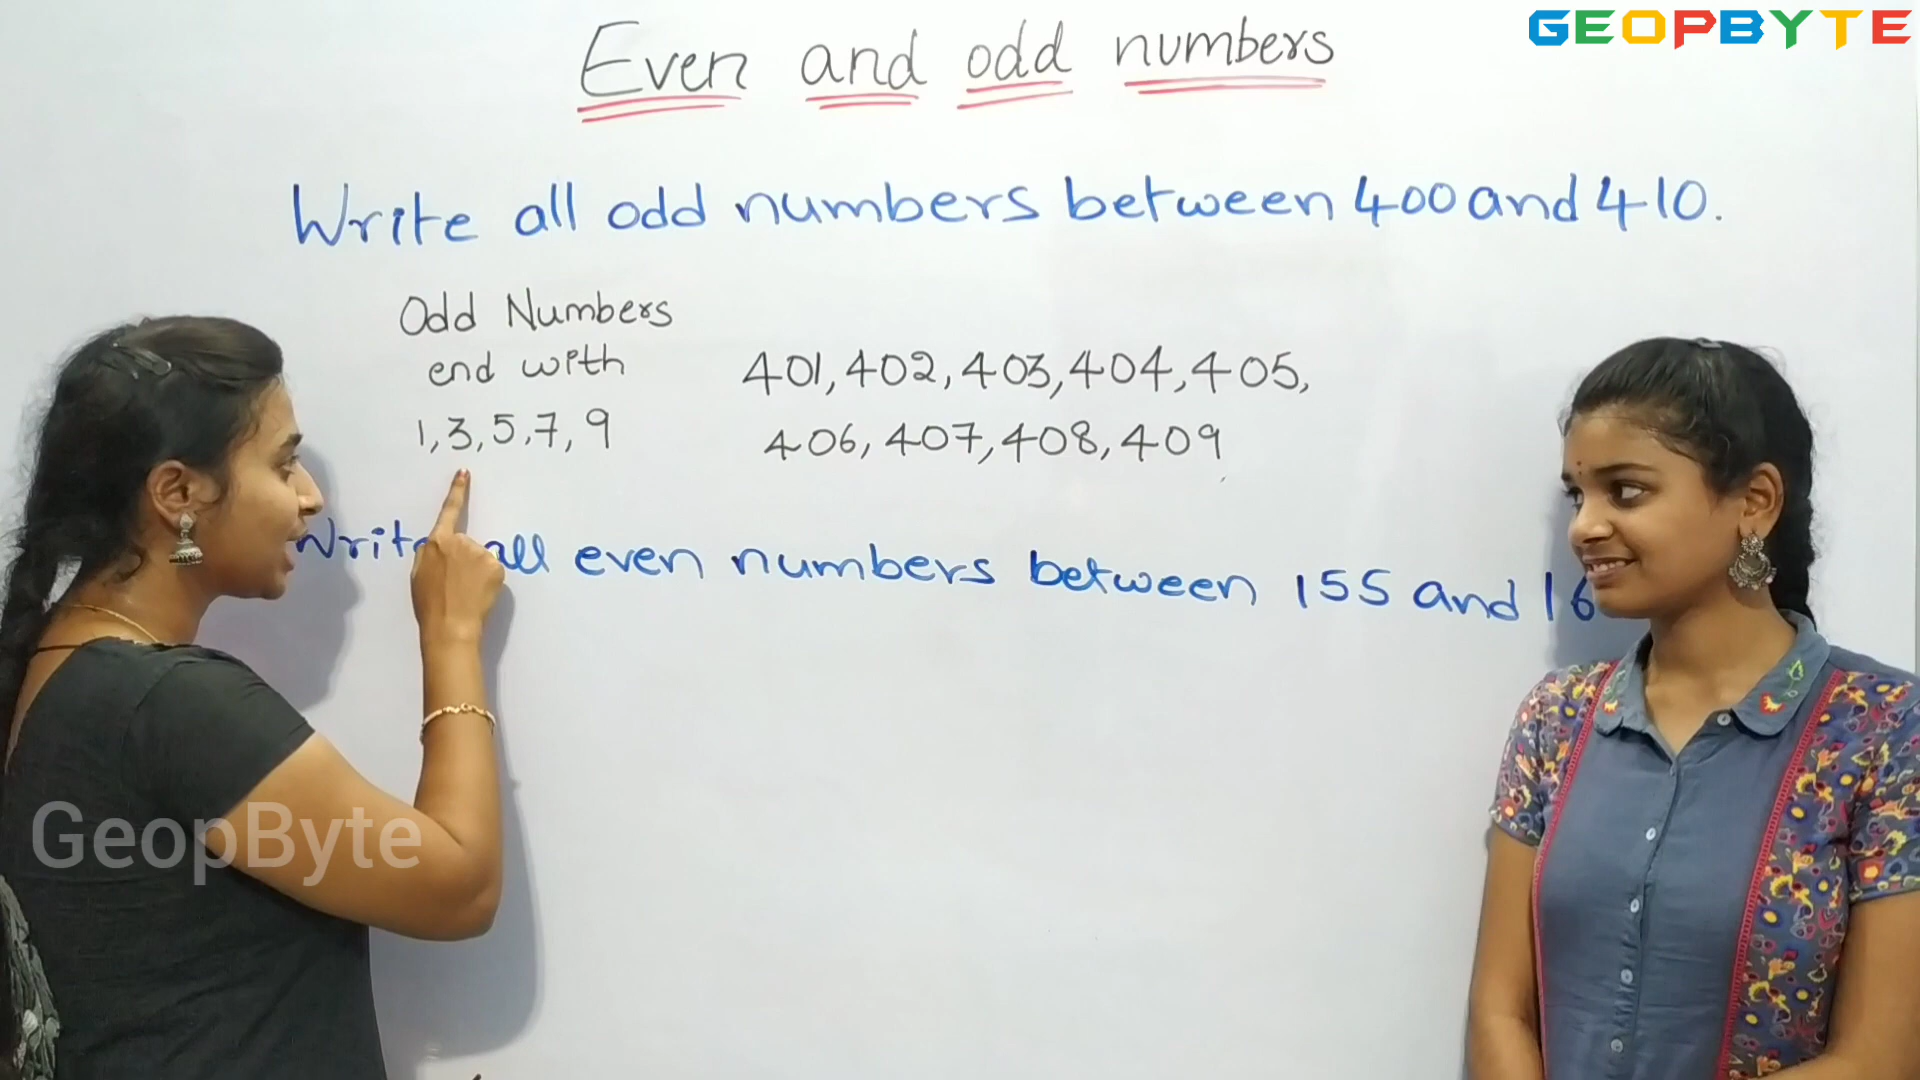 GEOPBYTE
Even and odd numbers
Write all odd numbers between 400 and 410.
Odd Numbers
end with
1, 3, 5, 7, 9
401, 402, 403, 404, 405,
406, 407, 408, 409
Write all even numbers between 155 and 16
GeopByte